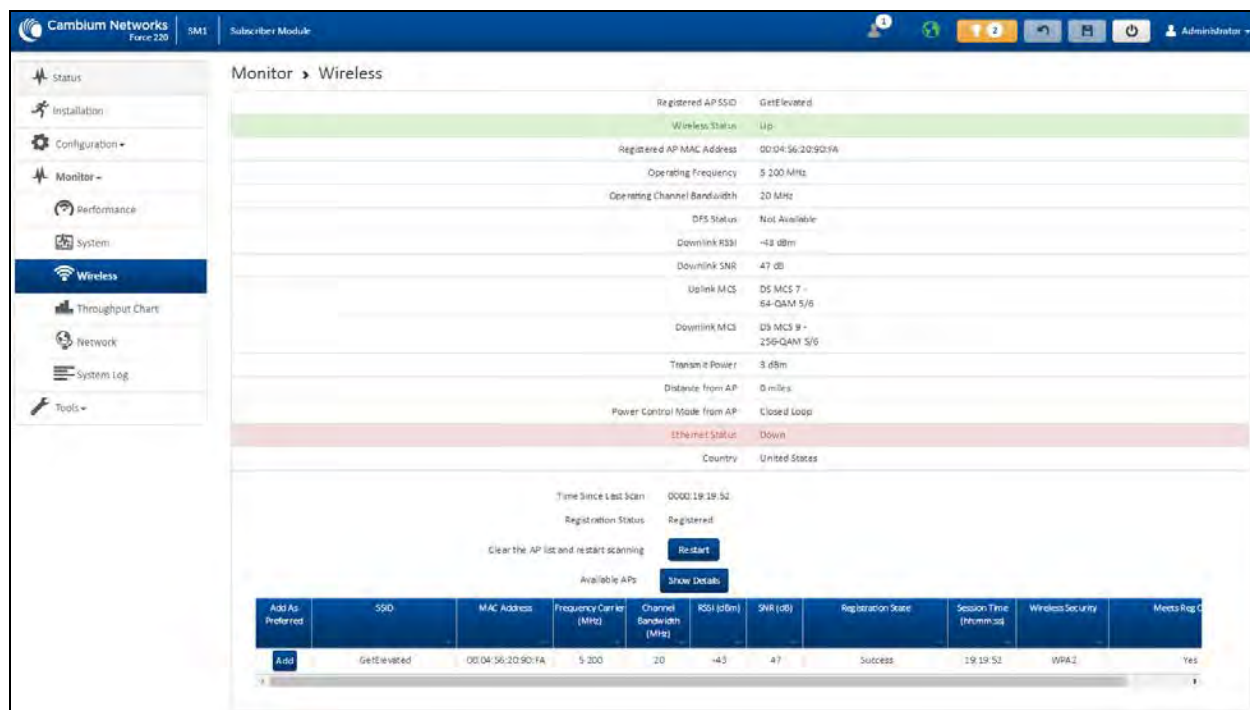 Cambium Networks
Force 220
SM1
Subscriber Module
1
2
Administrator
Status
Installation
Configuration
Monitor
Performance
System
Wireless
Throughput Chart
Network
System Log
Tools
Monitor > Wireless
Registered AP SSID GetElevated
Wireless Status Up
Registered AP MAC Address 00:04:56:20:90:FA
Operating Frequency 5 200 MHz
Operating Channel Bandwidth 20 MHz
DFS Status Not Available
Downlink RSSI -43 dBm
Downlink SNR 47 dB
Uplink MCS DS MCS 7 -
64-QAM 5/6
Downlink MCS DS MCS 9 -
256-QAM 5/6
Transmit Power 3 dBm
Distance from AP 0 miles
Power Control Mode from AP Closed Loop
Ethernet Status Down
Country United States
Time Since Last Scan 0000:19:19:52
Registration Status Registered
Clear the AP list and restart scanning Restart
Available APs Show Details
Add As Preferred SSID MAC Address Frequency Carrier (MHz) Channel Bandwidth (MHz) RSSI (dBm) SNR (dB) Registration State Session Time (hh:mm:ss) Wireless Security Meets Reg C
Add GetElevated 00:04:56:20:90:FA 5 200 20 -43 47 Success 19:19:52 WPA2 Yes